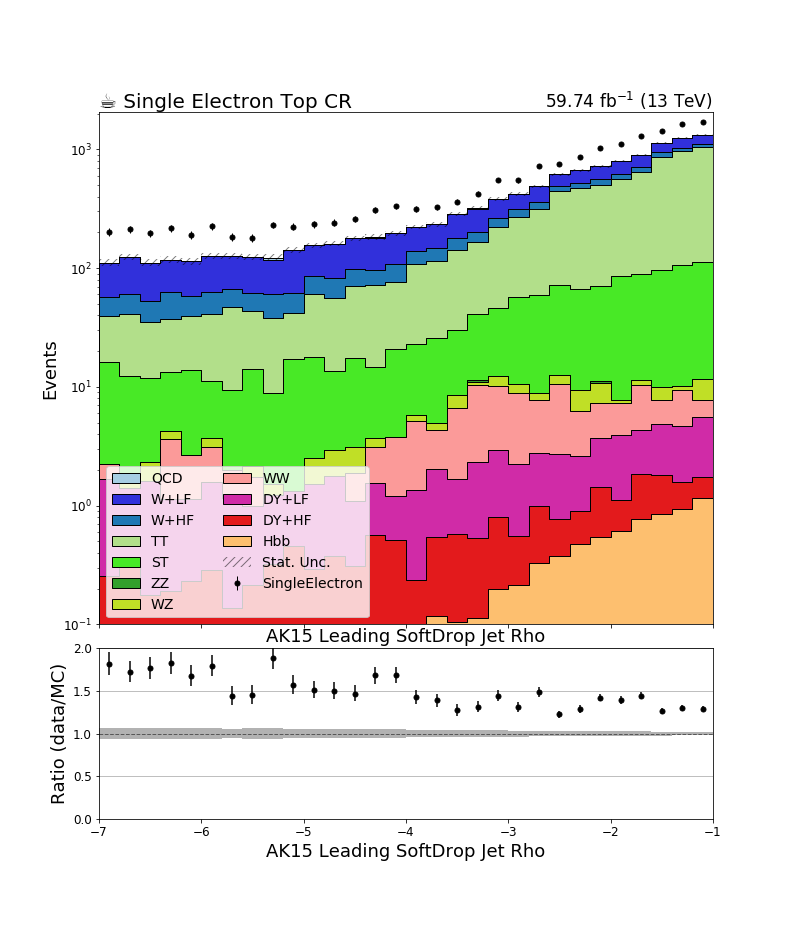 ☕ Single Electron Top CR 59.74 fb⁻¹ (13 TeV)
Events
10³
10²
10¹
10⁰
10⁻¹
QCD WW
W+LF DY+LF
W+HF DY+HF
TT Hbb
ST Stat. Unc.
ZZ SingleElectron
WZ
AK15 Leading SoftDrop Jet Rho
Ratio (data/MC)
2.0
1.5
1.0
0.5
0.0
−7 −6 −5 −4 −3 −2 −1
AK15 Leading SoftDrop Jet Rho